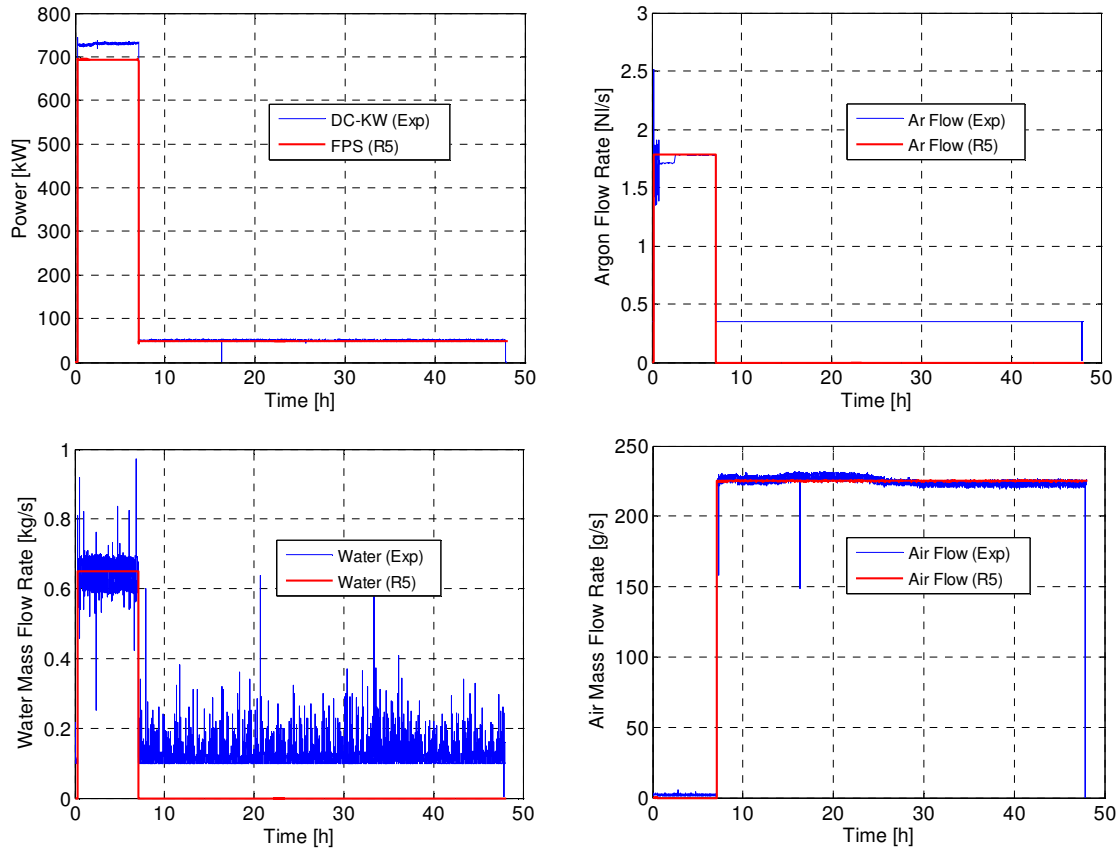 800
700
600
500
400
300
200
100
0
Power [kW]
DC-KW (Exp)
FPS (R5)
0 10 20 30 40 50
Time [h]
3
2.5
2
1.5
1
0.5
0
Argon Flow Rate [Nl/s]
Ar Flow (Exp)
Ar Flow (R5)
0 10 20 30 40 50
Time [h]
1
0.8
0.6
0.4
0.2
0
Water Mass Flow Rate [kg/s]
Water (Exp)
Water (R5)
0 10 20 30 40 50
Time [h]
250
200
150
100
50
0
Air Mass Flow Rate [g/s]
Air Flow (Exp)
Air Flow (R5)
0 10 20 30 40 50
Time [h]